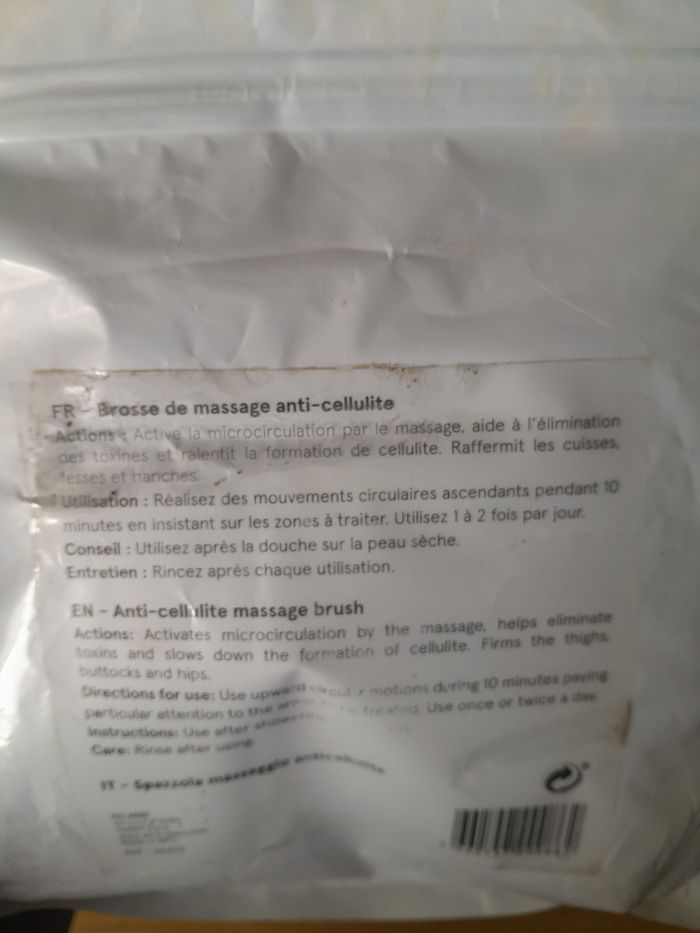 FR - Brosse de massage anti-cellulite
Actions : Active la microcirculation par le massage, aide à l'élimination
des toxines et ralentit la formation de cellulite. Raffermit les cuisses,
fesses et hanches.
Utilisation : Réalisez des mouvements circulaires ascendants pendant 10
minutes en insistant sur les zones à traiter. Utilisez 1 à 2 fois par jour.
Conseil : Utilisez après la douche sur la peau sèche.
Entretien : Rincez après chaque utilisation.
EN - Anti-cellulite massage brush
Actions: Activates microcirculation by the massage, helps eliminate
toxins and slows down the formation of cellulite. Firms the thighs,
buttocks and hips.
Directions for use: Use upward motions during 10 minutes paying
particular attention to the treated. Use once or twice a day.
Instructions: Use after
Care: Rinse after using
IT - Spazzola massaggio anticellulite